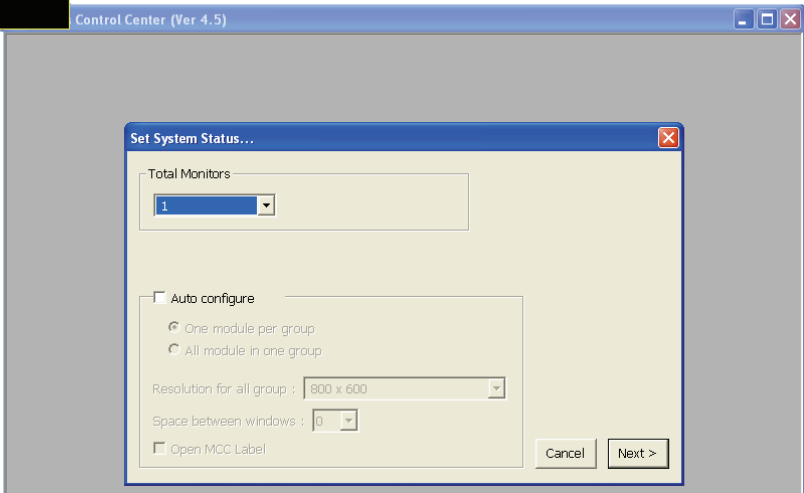 Control Center (Ver 4.5)
Set System Status...
Total Monitors
1
Auto configure
One module per group
All module in one group
Resolution for all group : 800 x 600
Space between windows : 0
Open MCC Label
Cancel Next >